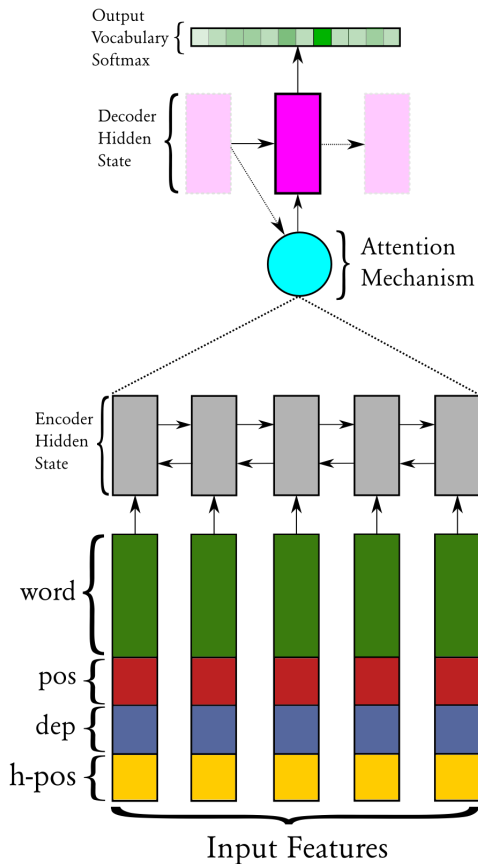 Output
Vocabulary
Softmax
Decoder
Hidden
State
Attention
Mechanism
Encoder
Hidden
State
word
pos
dep
h-pos
Input Features